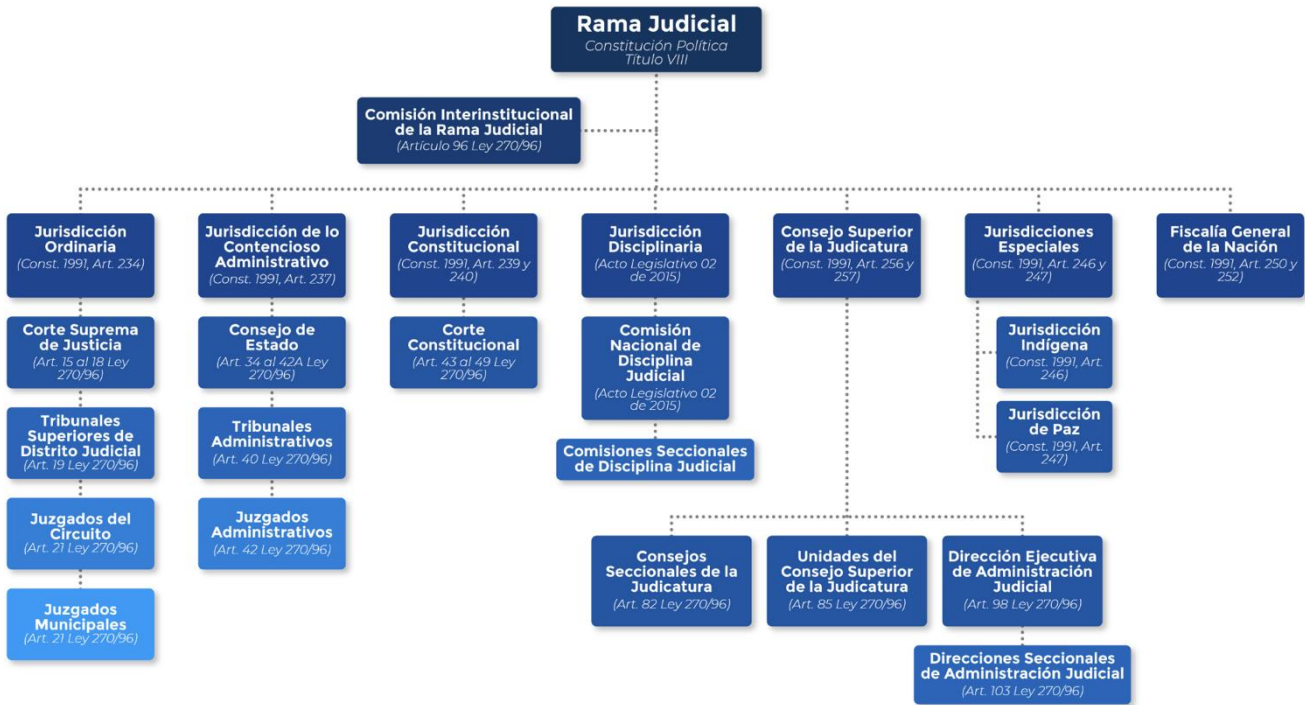 Rama Judicial
Constitución Política
Título VIII
Comisión Interinstitucional
de la Rama Judicial
(Artículo 96 Ley 270/96)
Jurisdicción
Ordinaria
(Const. 1991, Art. 234)
Jurisdicción de lo
Contencioso
Administrativo
(Const. 1991, Art. 237)
Jurisdicción
Constitucional
(Const. 1991, Art. 239 y
240)
Jurisdicción
Disciplinaria
(Acto Legislativo 02
de 2015)
Consejo Superior
de la Judicatura
(Const. 1991, Art. 256 y
257)
Jurisdicciones
Especiales
(Const. 1991, Art. 246 y
247)
Fiscalía General
de la Nación
(Const. 1991, Art. 250 y
252)
Corte Suprema
de Justicia
(Art. 15 al 18 Ley
270/96)
Consejo de
Estado
(Art. 34 al 42A Ley
270/96)
Corte
Constitucional
(Art. 43 al 49 Ley
270/96)
Comisión
Nacional de
Disciplina
Judicial
(Acto Legislativo 02
de 2015)
Jurisdicción
Indígena
(Const. 1991, Art.
246)
Tribunales
Superiores de
Distrito Judicial
(Art. 19 Ley 270/96)
Tribunales
Administrativos
(Art. 40 Ley 270/96)
Comisiones Seccionales
de Disciplina Judicial
Jurisdicción
de Paz
(Const. 1991, Art.
247)
Juzgados del
Circuito
(Art. 21 Ley 270/96)
Juzgados
Administrativos
(Art. 42 Ley 270/96)
Consejos
Seccionales de la
Judicatura
(Art. 82 Ley 270/96)
Unidades del
Consejo Superior
de la Judicatura
(Art. 85 Ley 270/96)
Dirección Ejecutiva
de Administración
Judicial
(Art. 98 Ley 270/96)
Juzgados
Municipales
(Art. 21 Ley 270/96)
Direcciones Seccionales
de Administración Judicial
(Art. 103 Ley 270/96)